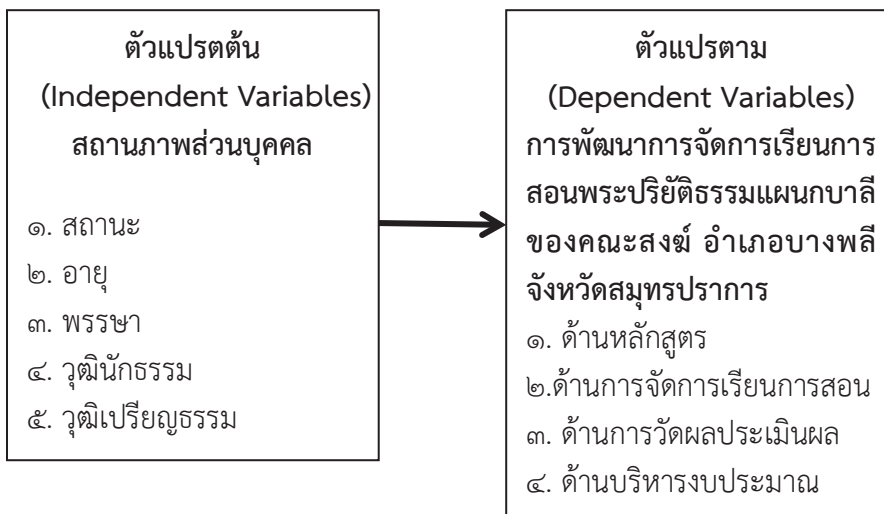 ตัวแปรตต้น
(Independent Variables)
สถานภาพส่วนบุคคล
๑. สถานะ
๒. อายุ
๓. พรรษา
๔. วุฒินักธรรม
๕. วุฒิเปรียญธรรม
ตัวแปรตาม
(Dependent Variables)
การพัฒนาการจัดการเรียนการ
สอนพระปริยัติธรรมแผนกบาลี
ของคณะสงฆ์ อำเภอบางพลี
จังหวัดสมุทรปราการ
๑. ด้านหลักสูตร
๒.ด้านการจัดการเรียนการสอน
๓. ด้านการวัดผลประเมินผล
๔. ด้านบริหารงบประมาณ